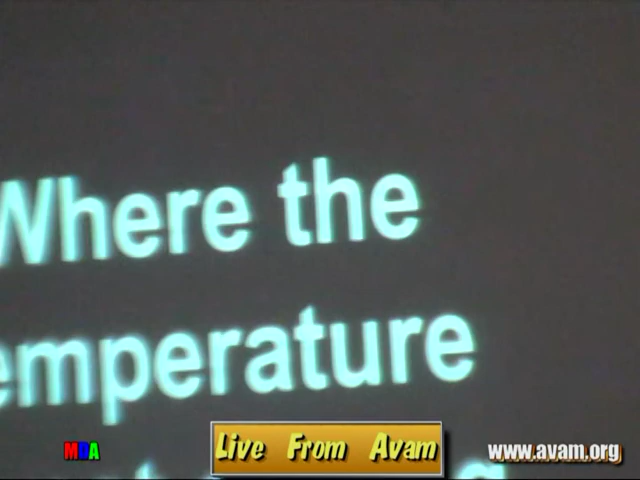 Where the
emperature
MDA
Live From Avam
www.avam.org